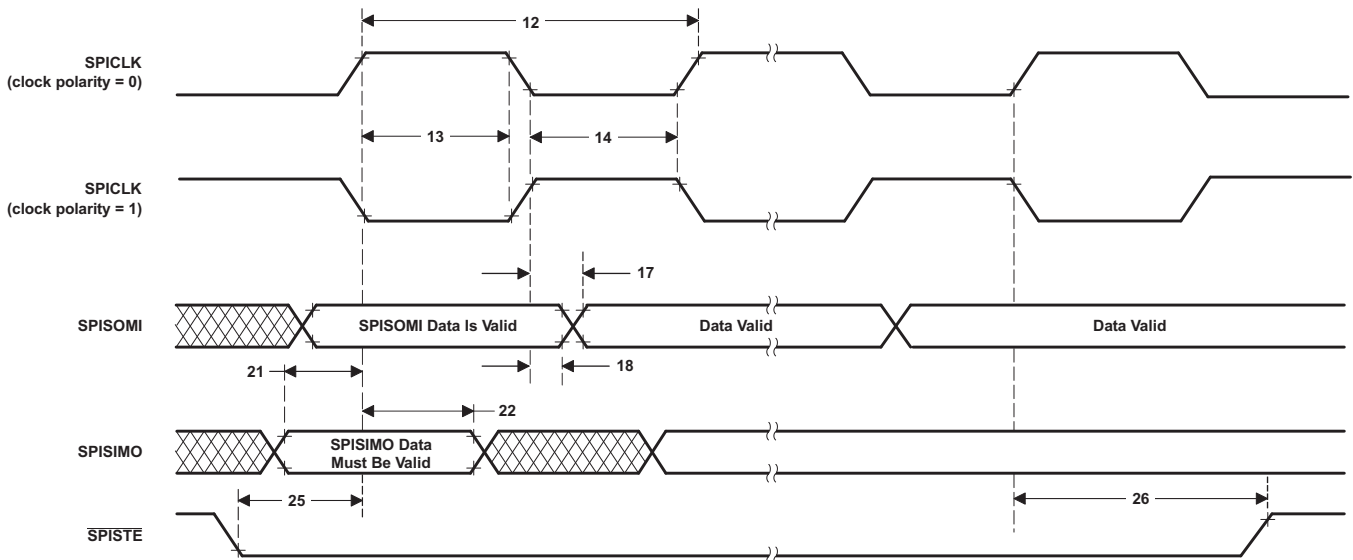 12
SPICLK
(clock polarity = 0)
13
14
SPICLK
(clock polarity = 1)
17
SPISOMI
SPISOMI Data Is Valid
Data Valid
Data Valid
18
21
22
SPISIMO
SPISIMO Data
Must Be Valid
25
26
SPISTE